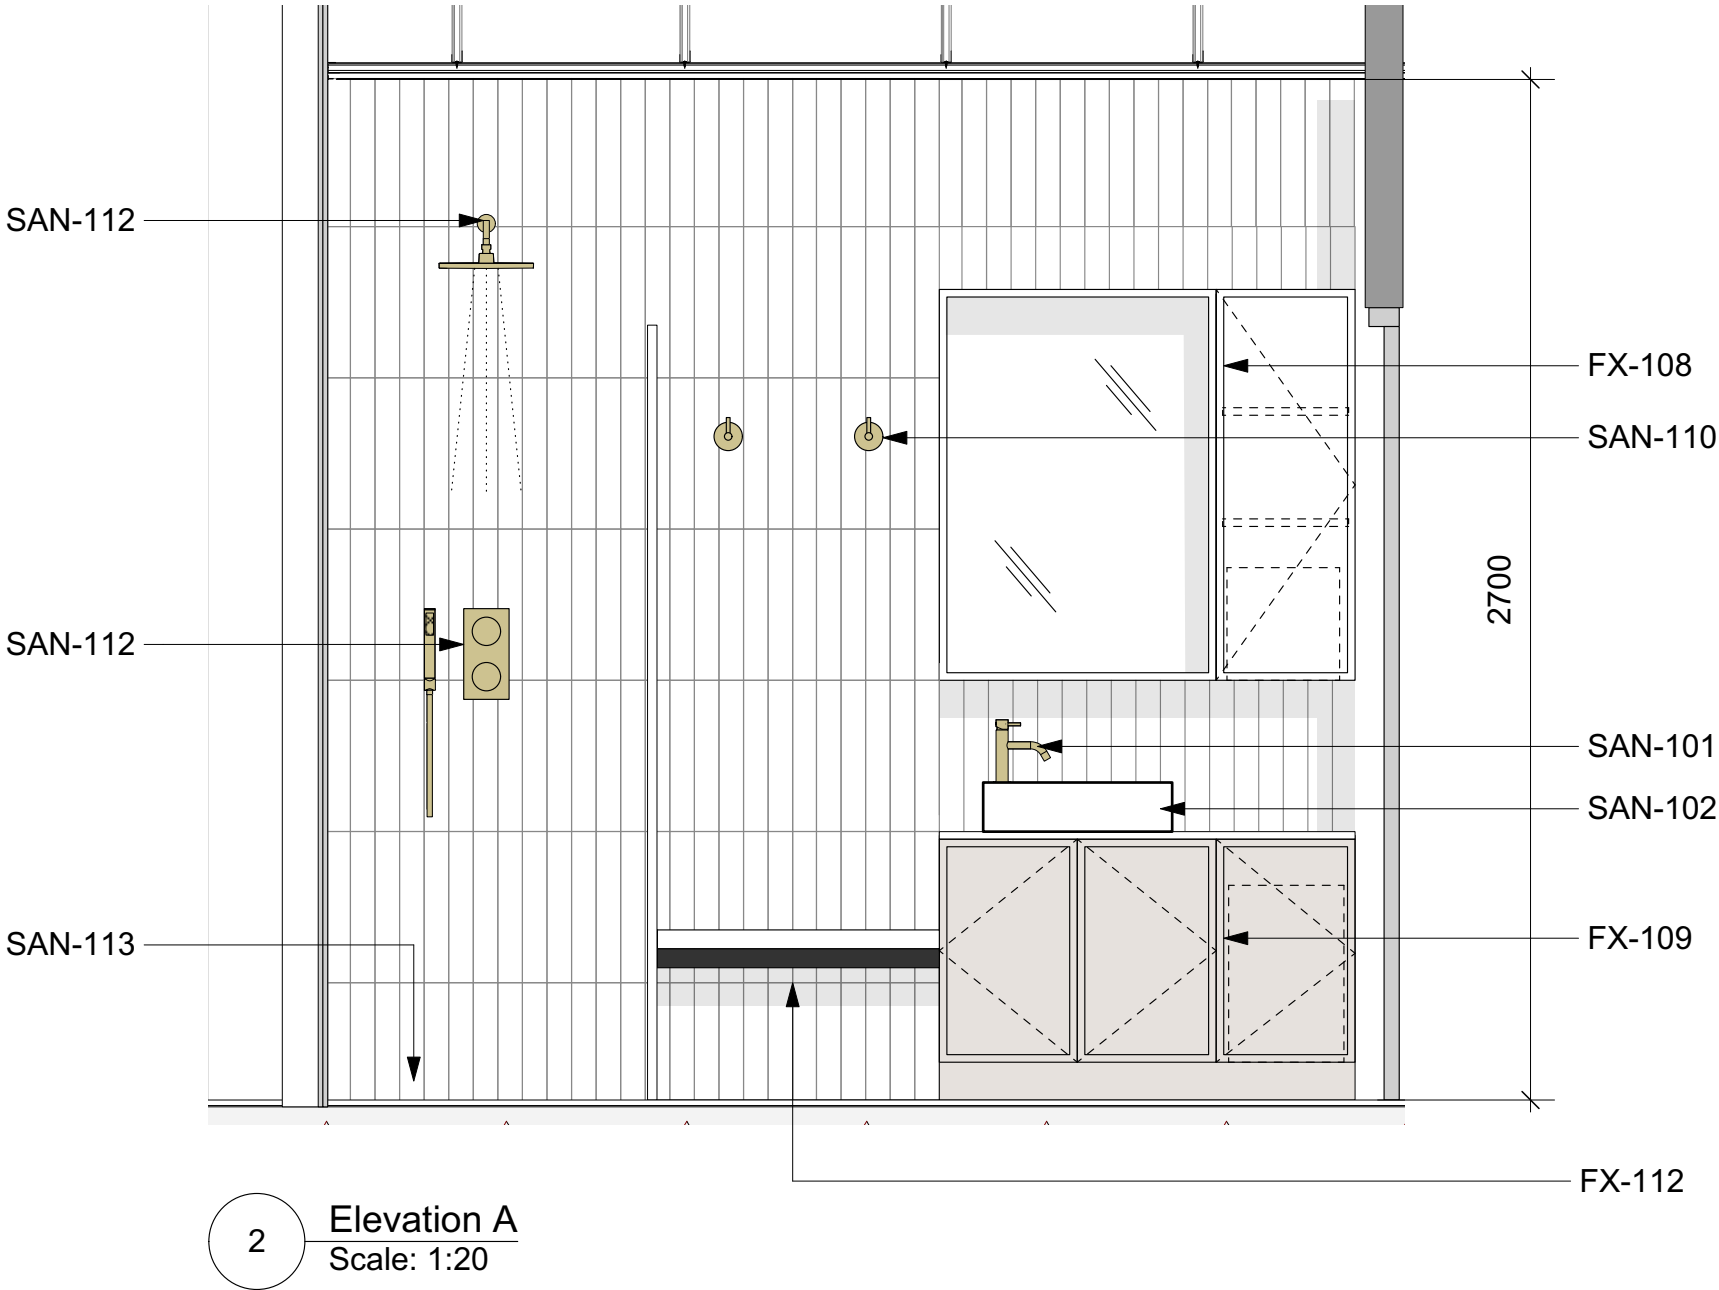 SAN-112
FX-108
SAN-110
2700
SAN-112
SAN-101
SAN-102
SAN-113
FX-109
FX-112
2
Elevation A
Scale: 1:20